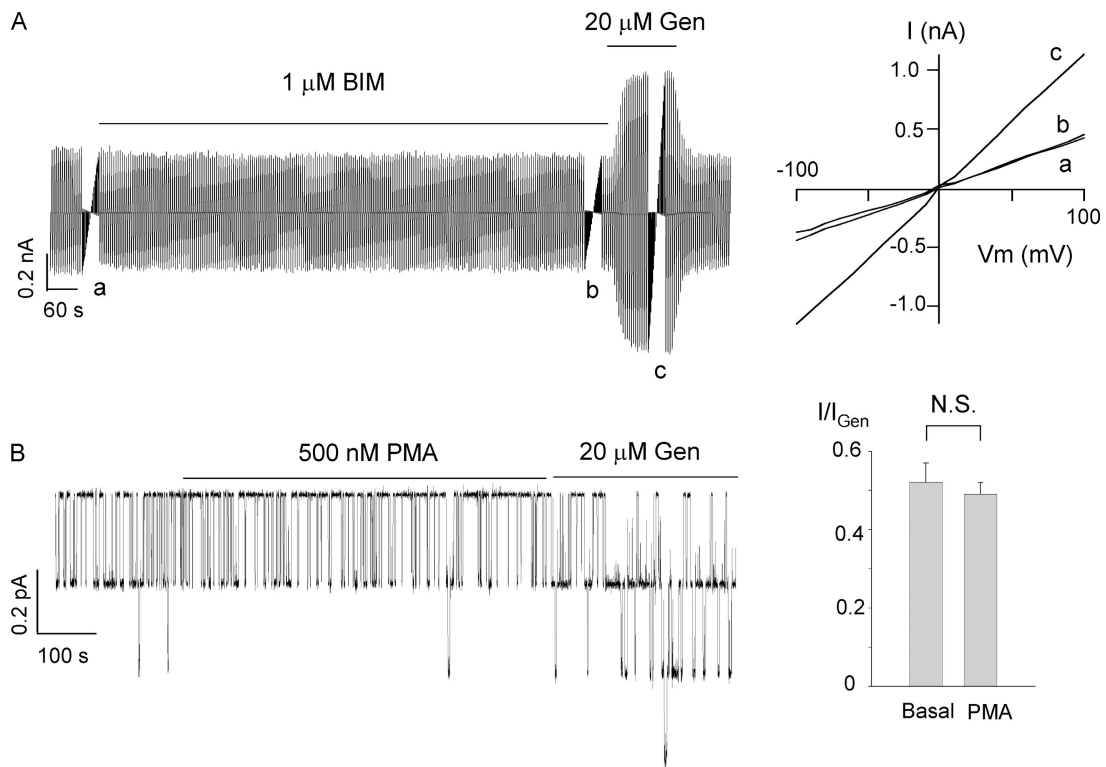 A
20 μM Gen
1 μM BIM
0.2 nA
60 s
a
b
c
I (nA)
1.0
0.5
-0.5
-1.0
-100
100
Vm (mV)
c
b
a
B
500 nM PMA
20 μM Gen
0.2 pA
100 s
I/IGen
N.S.
0.6
0.4
0.2
0
Basal
PMA